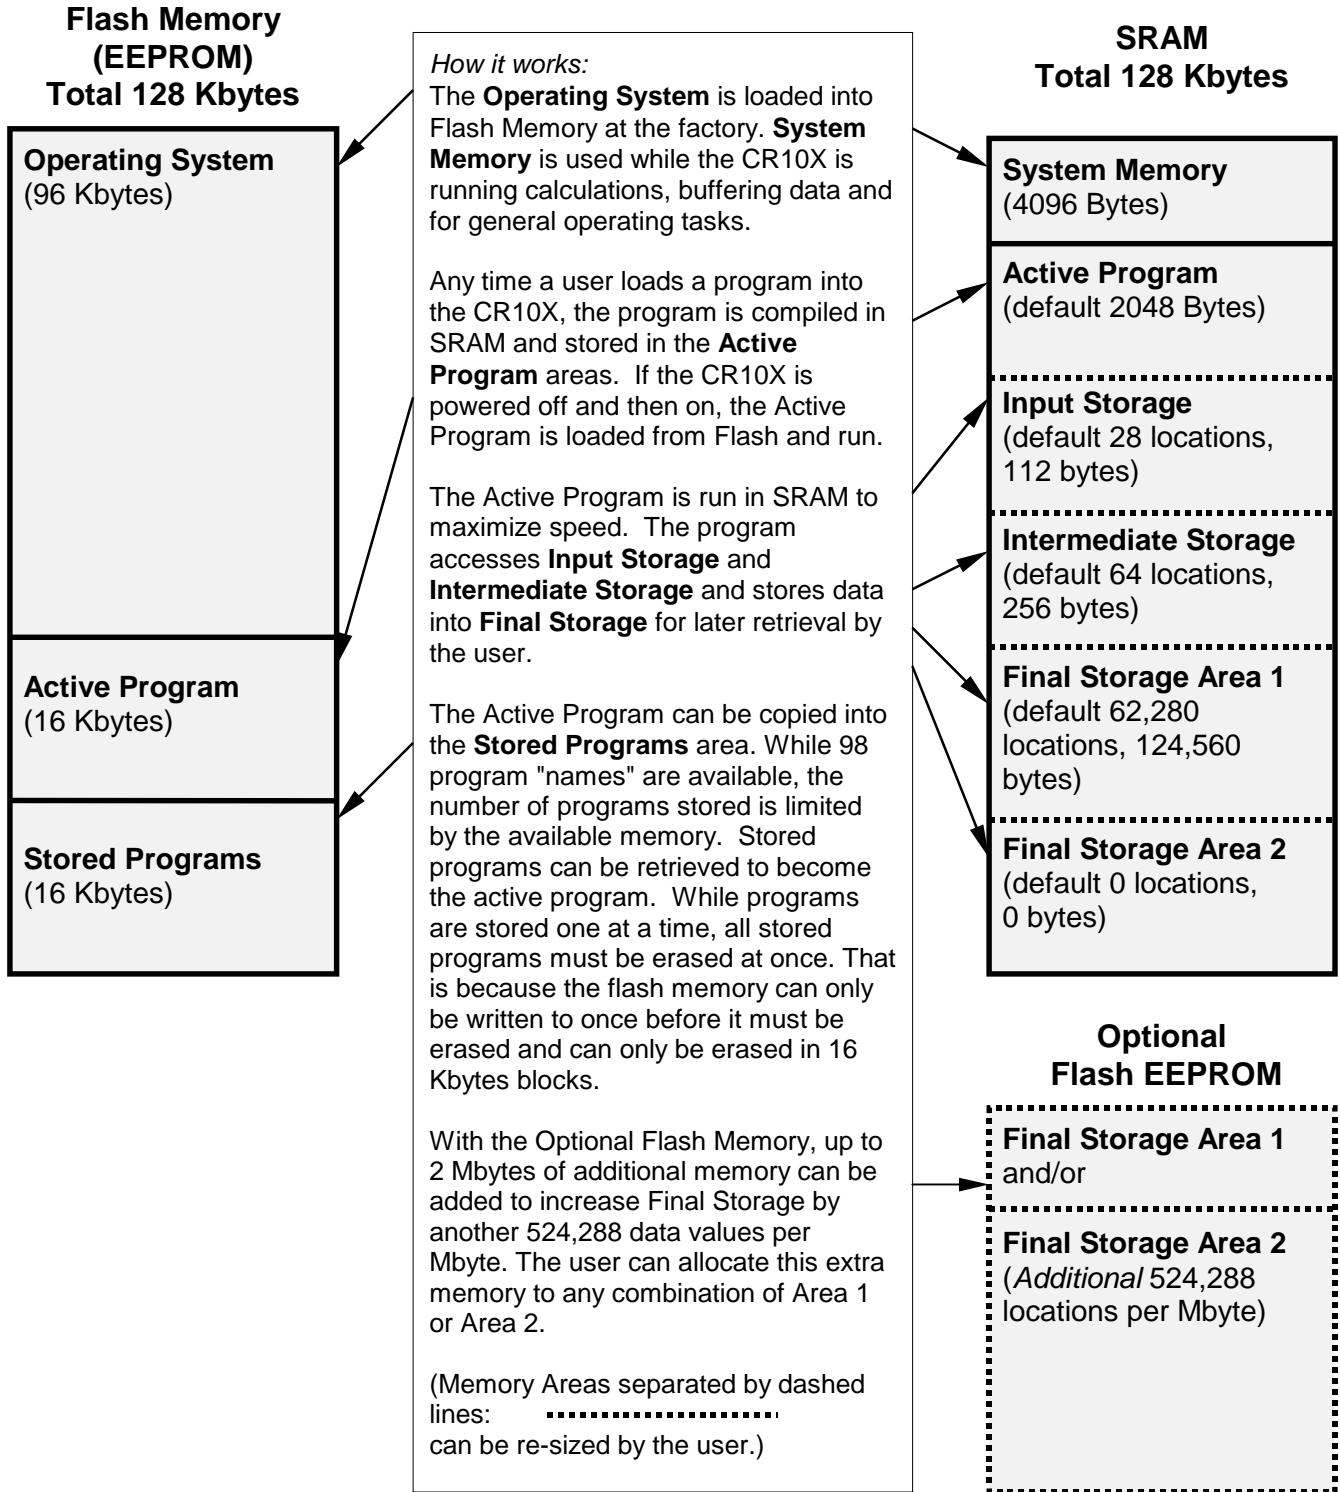 Flash Memory
(EEPROM)
Total 128 Kbytes
Operating System
(96 Kbytes)
Active Program
(16 Kbytes)
Stored Programs
(16 Kbytes)
How it works:
The Operating System is loaded into
Flash Memory at the factory. System
Memory is used while the CR10X is
running calculations, buffering data and
for general operating tasks.
Any time a user loads a program into
the CR10X, the program is compiled in
SRAM and stored in the Active
Program areas. If the CR10X is
powered off and then on, the Active
Program is loaded from Flash and run.
The Active Program is run in SRAM to
maximize speed. The program
accesses Input Storage and
Intermediate Storage and stores data
into Final Storage for later retrieval by
the user.
The Active Program can be copied into
the Stored Programs area. While 98
program "names" are available, the
number of programs stored is limited
by the available memory. Stored
programs can be retrieved to become
the active program. While programs
are stored one at a time, all stored
programs must be erased at once. That
is because the flash memory can only
be written to once before it must be
erased and can only be erased in 16
Kbytes blocks.
With the Optional Flash Memory, up to
2 Mbytes of additional memory can be
added to increase Final Storage by
another 524,288 data values per
Mbyte. The user can allocate this extra
memory to any combination of Area 1
or Area 2.
(Memory Areas separated by dashed
lines:
can be re-sized by the user.)
SRAM
Total 128 Kbytes
System Memory
(4096 Bytes)
Active Program
(default 2048 Bytes)
Input Storage
(default 28 locations,
112 bytes)
Intermediate Storage
(default 64 locations,
256 bytes)
Final Storage Area 1
(default 62,280
locations, 124,560
bytes)
Final Storage Area 2
(default 0 locations,
0 bytes)
Optional
Flash EEPROM
Final Storage Area 1
and/or
Final Storage Area 2
(Additional 524,288
locations per Mbyte)